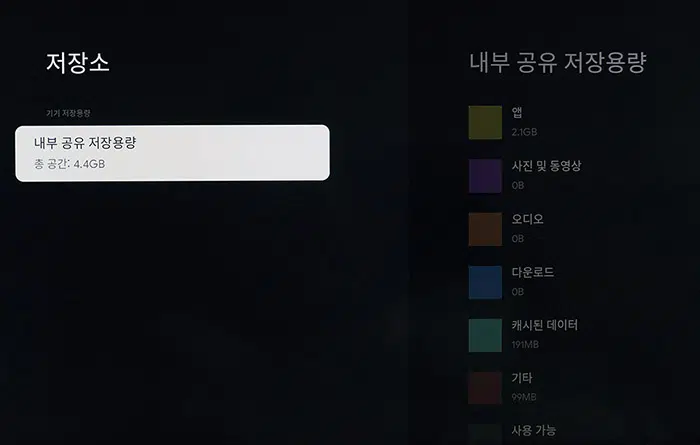 저장소
기기 저장용량
내부 공유 저장용량
총 공간: 4.4GB
내부 공유 저장용량
앱
2.1GB
사진 및 동영상
0B
오디오
0B
다운로드
0B
캐시된 데이터
191MB
기타
99MB
사용 가능